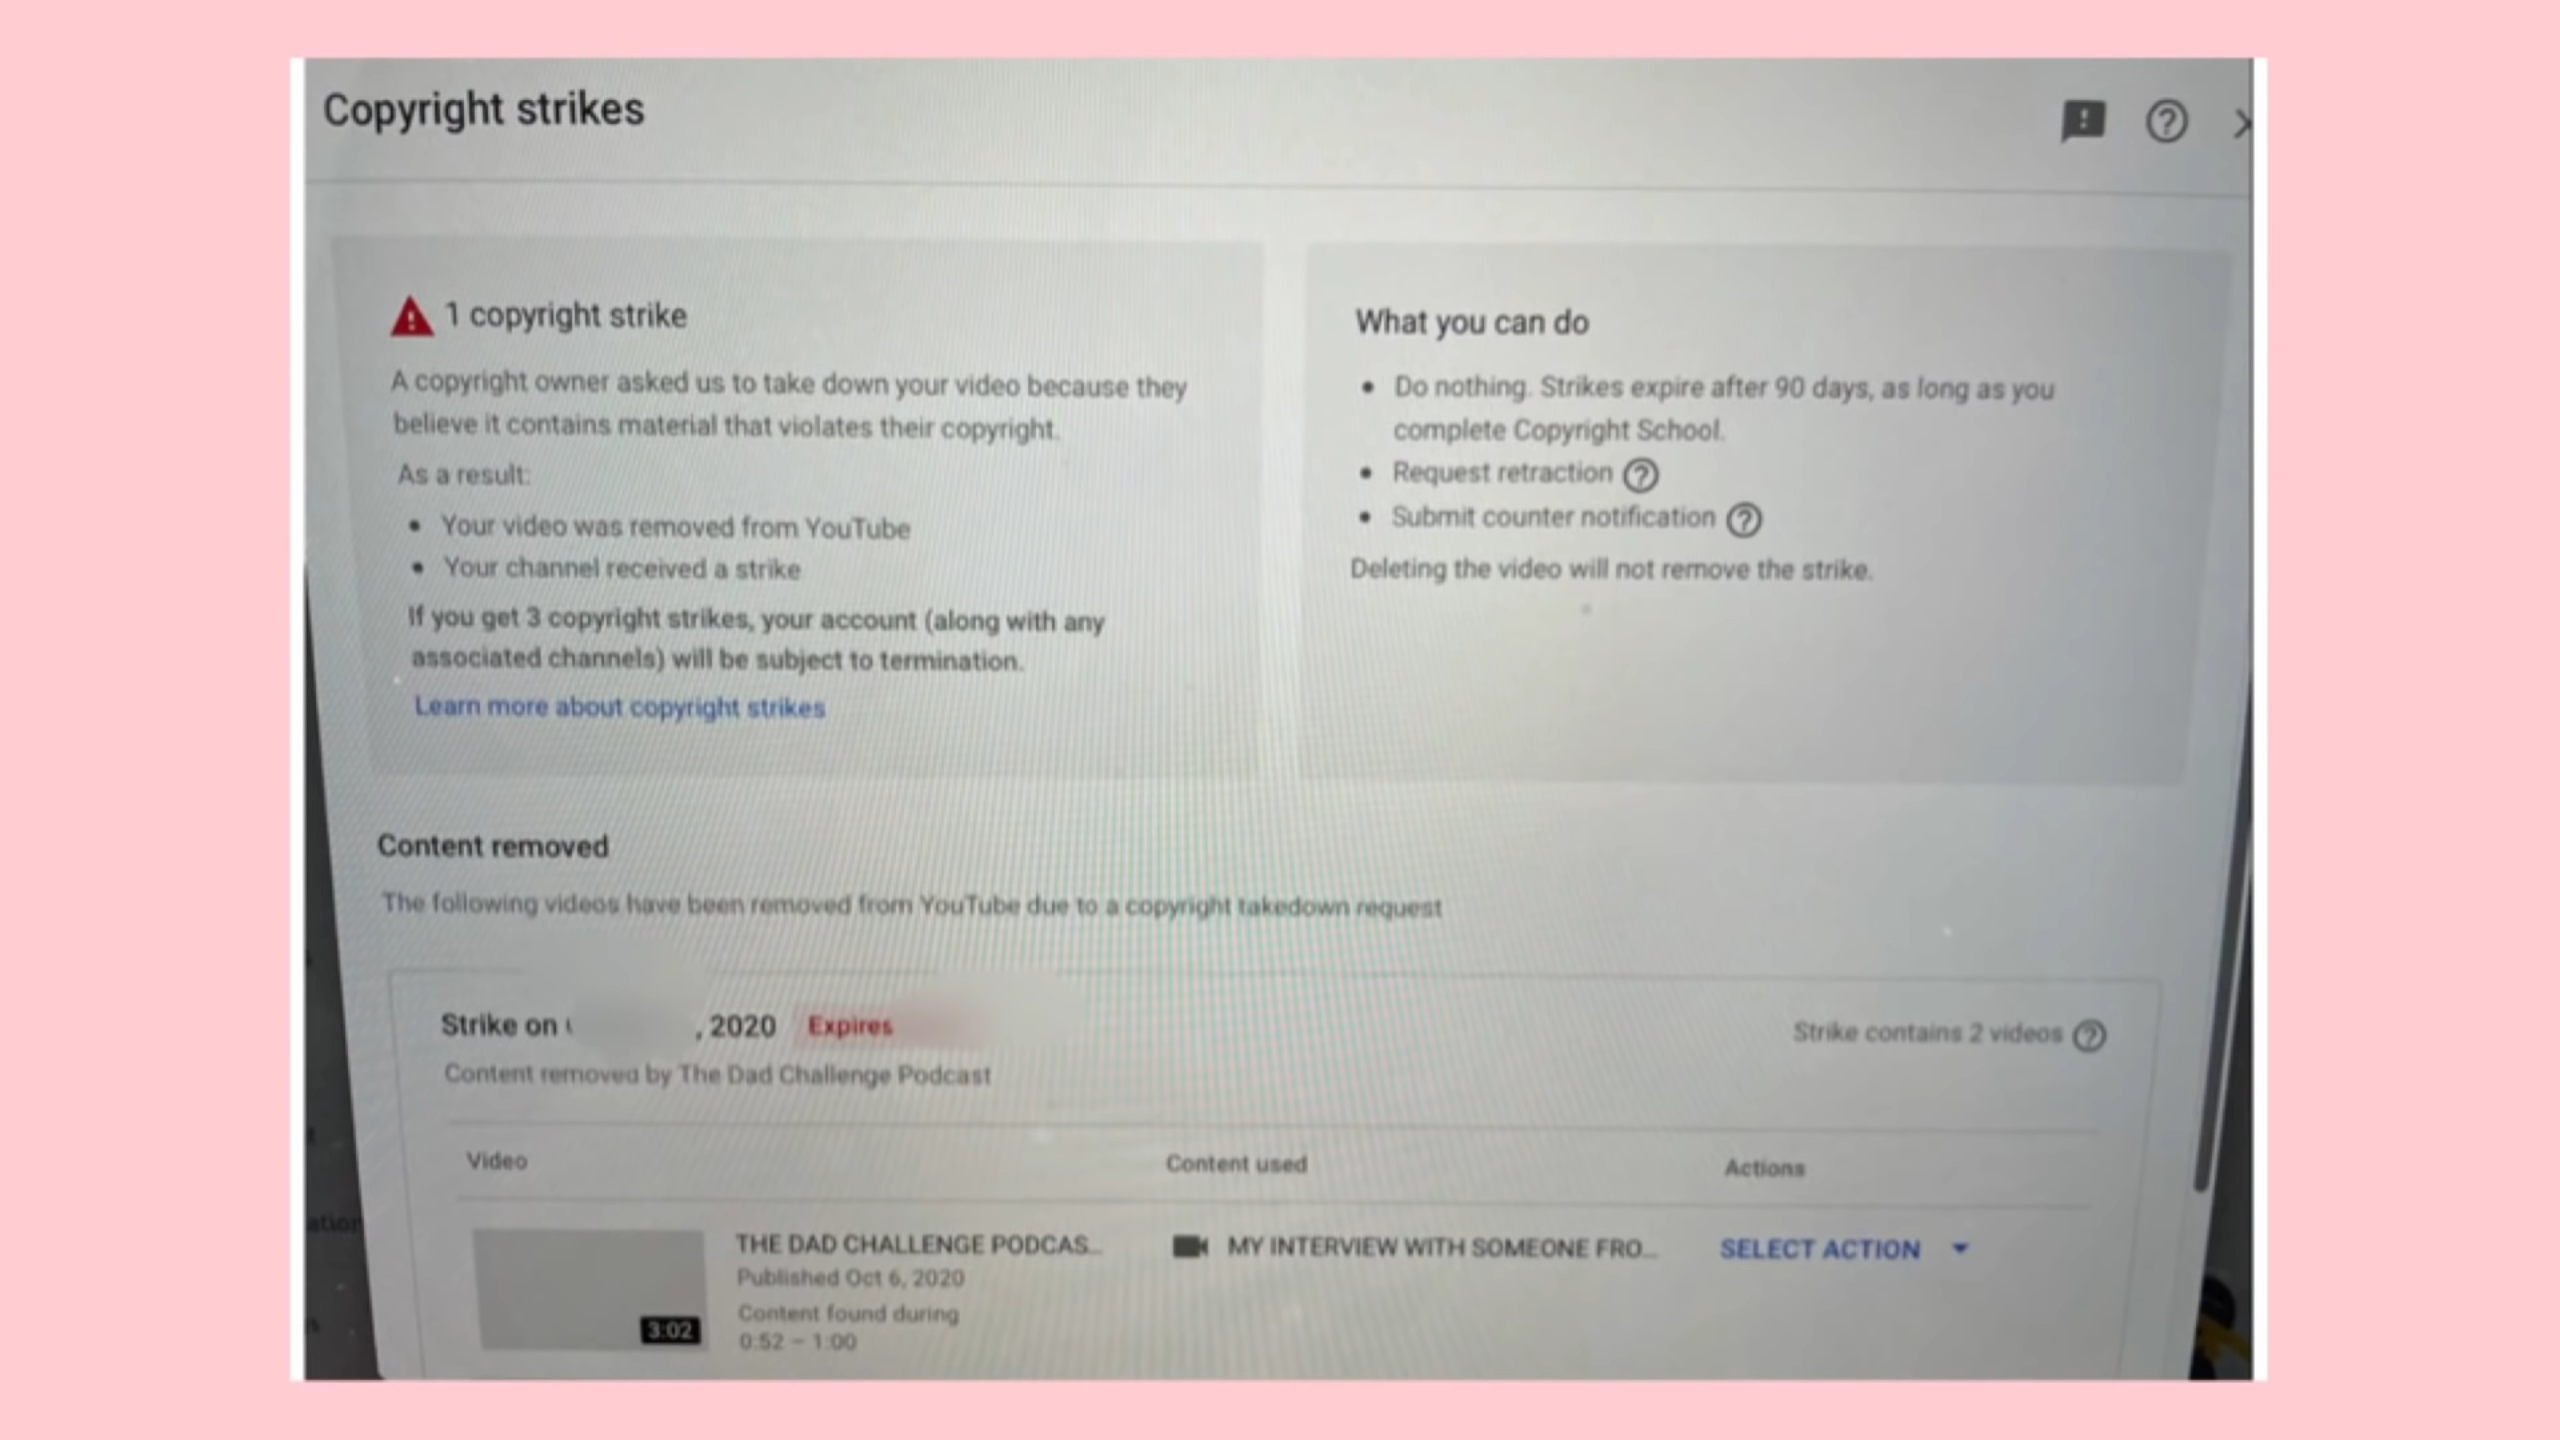 Copyright strikes
1 copyright strike
A copyright owner asked us to take down your video because they
believe it contains material that violates their copyright.
As a result:
• Your video was removed from YouTube
• Your channel received a strike
If you get 3 copyright strikes, your account (along with any
associated channels) will be subject to termination.
Learn more about copyright strikes
What you can do
• Do nothing. Strikes expire after 90 days, as long as you
complete Copyright School.
• Request retraction
• Submit counter notification
Deleting the video will not remove the strike.
Content removed
The following videos have been removed from YouTube due to a copyright takedown request
Strike on , 2020 Expires
Strike contains 2 videos
Content removed by The Dad Challenge Podcast
Video Content used Actions
THE DAD CHALLENGE PODCAS... MY INTERVIEW WITH SOMEONE FRO... SELECT ACTION
Published Oct 6, 2020
Content found during
3:02
0:52 – 1:00